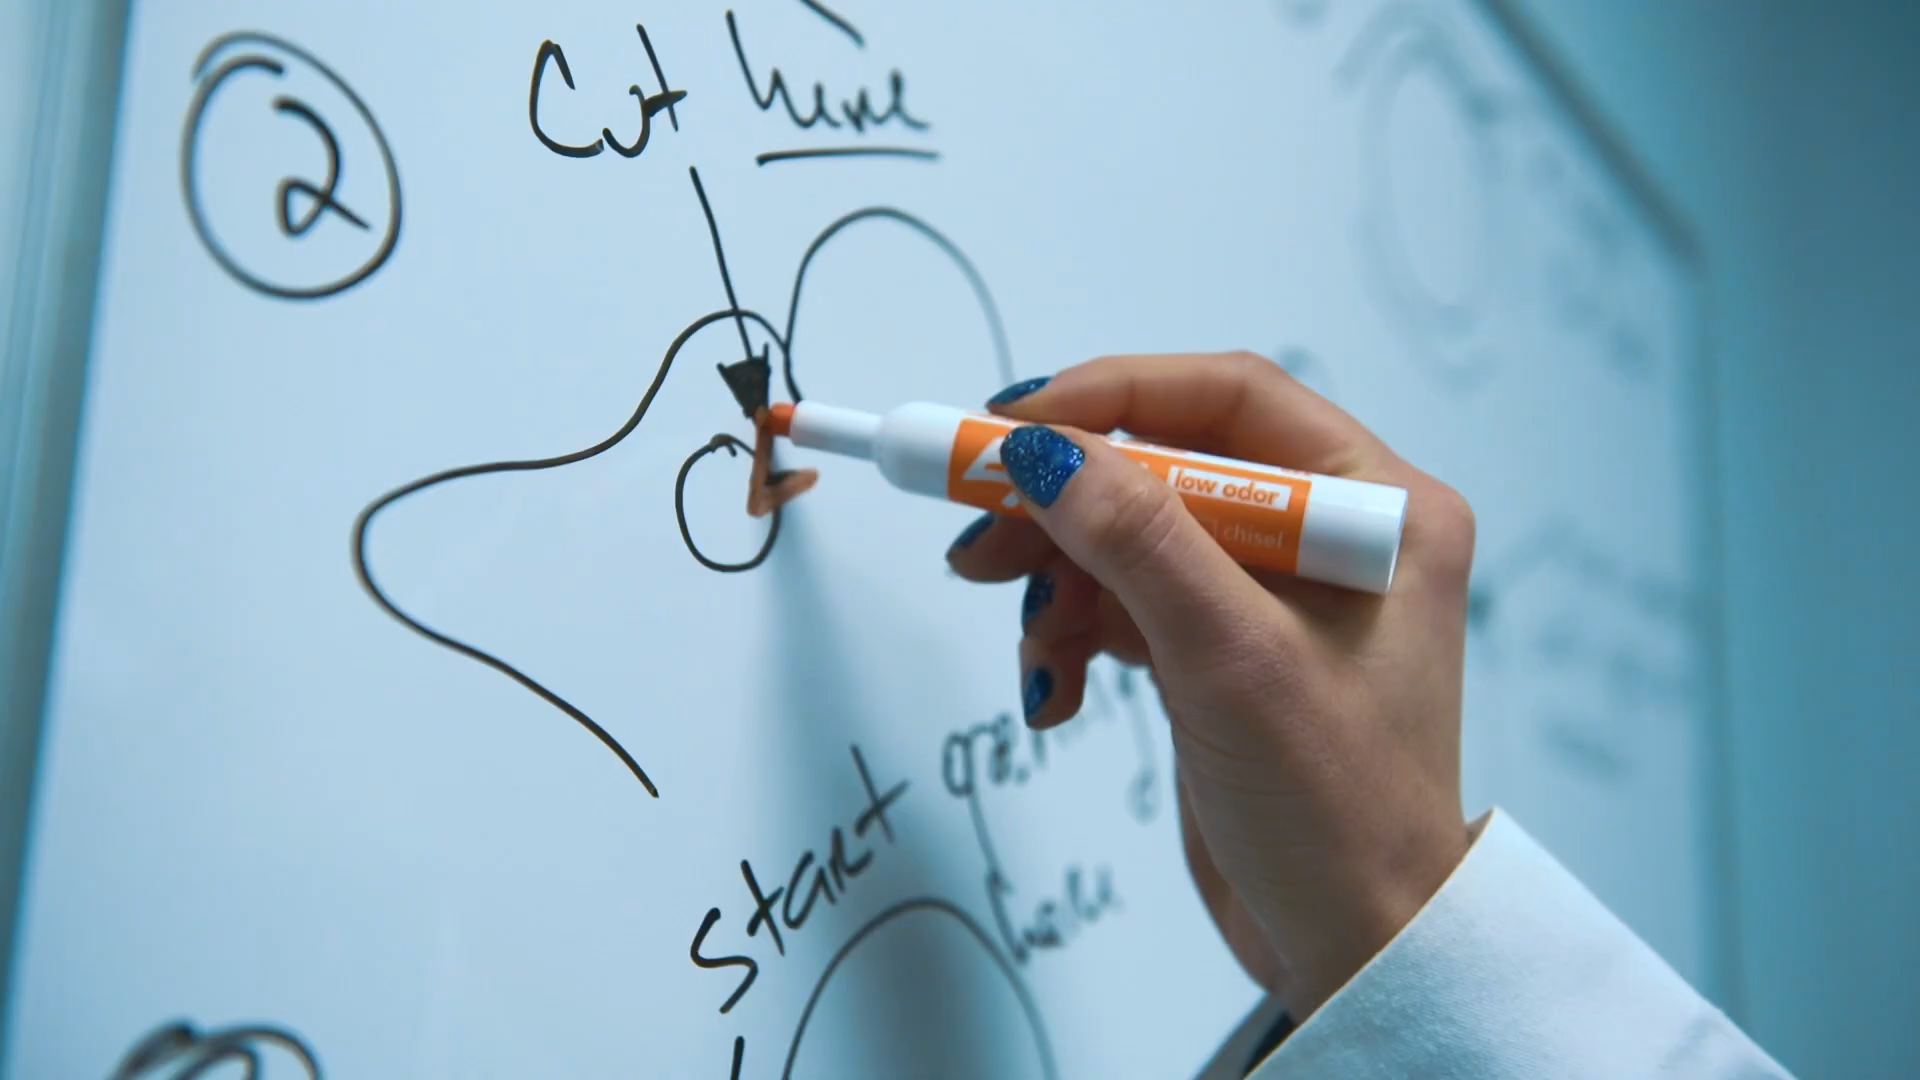 ②
Cut here
low odor
chisel
start